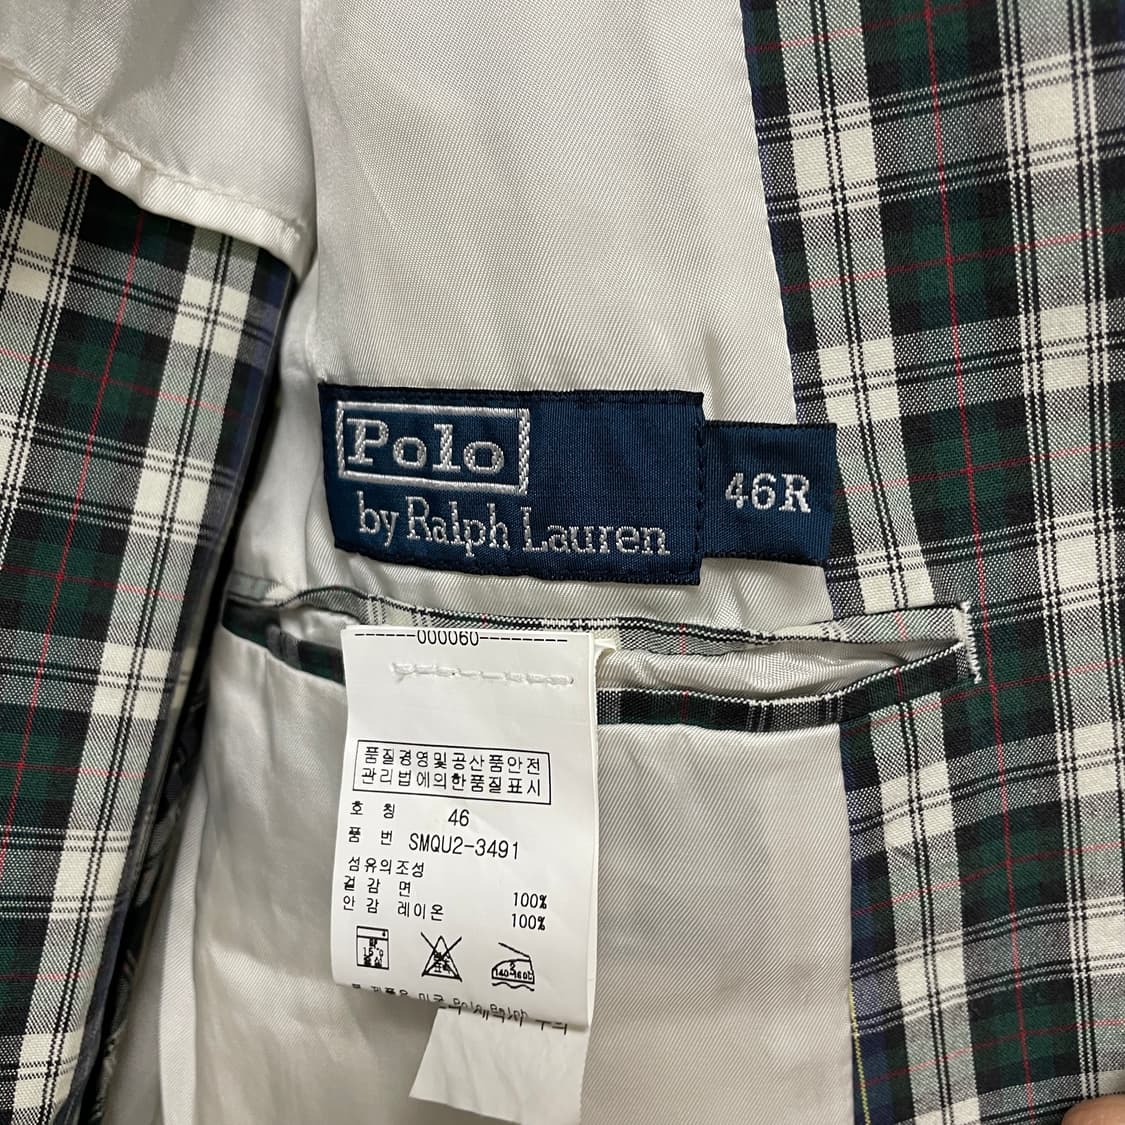 Polo
by Ralph Lauren
46R
------000060--------
품질경영및공산품안전
관리법에의한품질표시
호 칭 46
품 번 SMQU2-3491
섬유의조성
겉 감 면 100%
안 감 레이온 100%
140~160℃